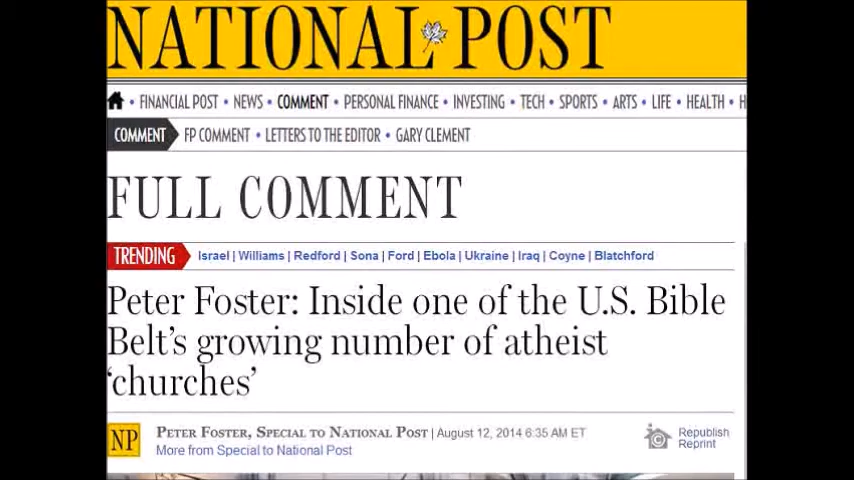 NATIONAL POST
• FINANCIAL POST • NEWS • COMMENT • PERSONAL FINANCE • INVESTING • TECH • SPORTS • ARTS • LIFE • HEALTH • H
COMMENT FP COMMENT • LETTERS TO THE EDITOR • GARY CLEMENT
FULL COMMENT
TRENDING Israel | Williams | Redford | Sona | Ford | Ebola | Ukraine | Iraq | Coyne | Blatchford
Peter Foster: Inside one of the U.S. Bible
Belt's growing number of atheist
‘churches’
NP PETER FOSTER, SPECIAL TO NATIONAL POST | August 12, 2014 6:35 AM ET
More from Special to National Post
Republish
Reprint